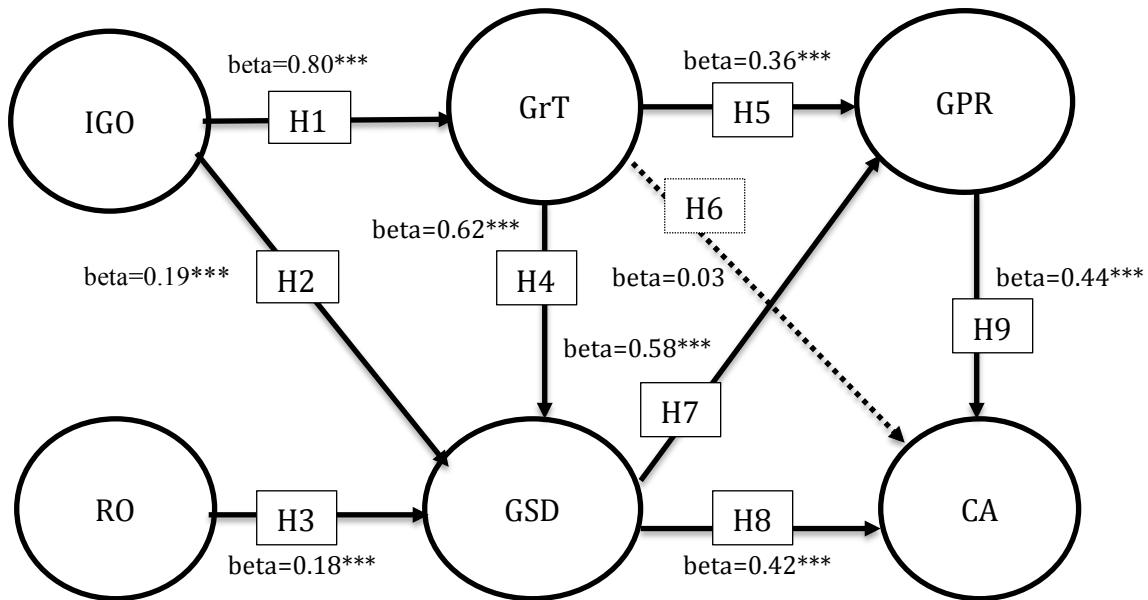 beta=0.80***
beta=0.36***
IGO
H1
GrT
H5
GPR
H6
beta=0.62***
beta=0.19***
H2
H4
beta=0.03
beta=0.44***
H9
beta=0.58***
H7
RO
H3
GSD
H8
CA
beta=0.18***
beta=0.42***